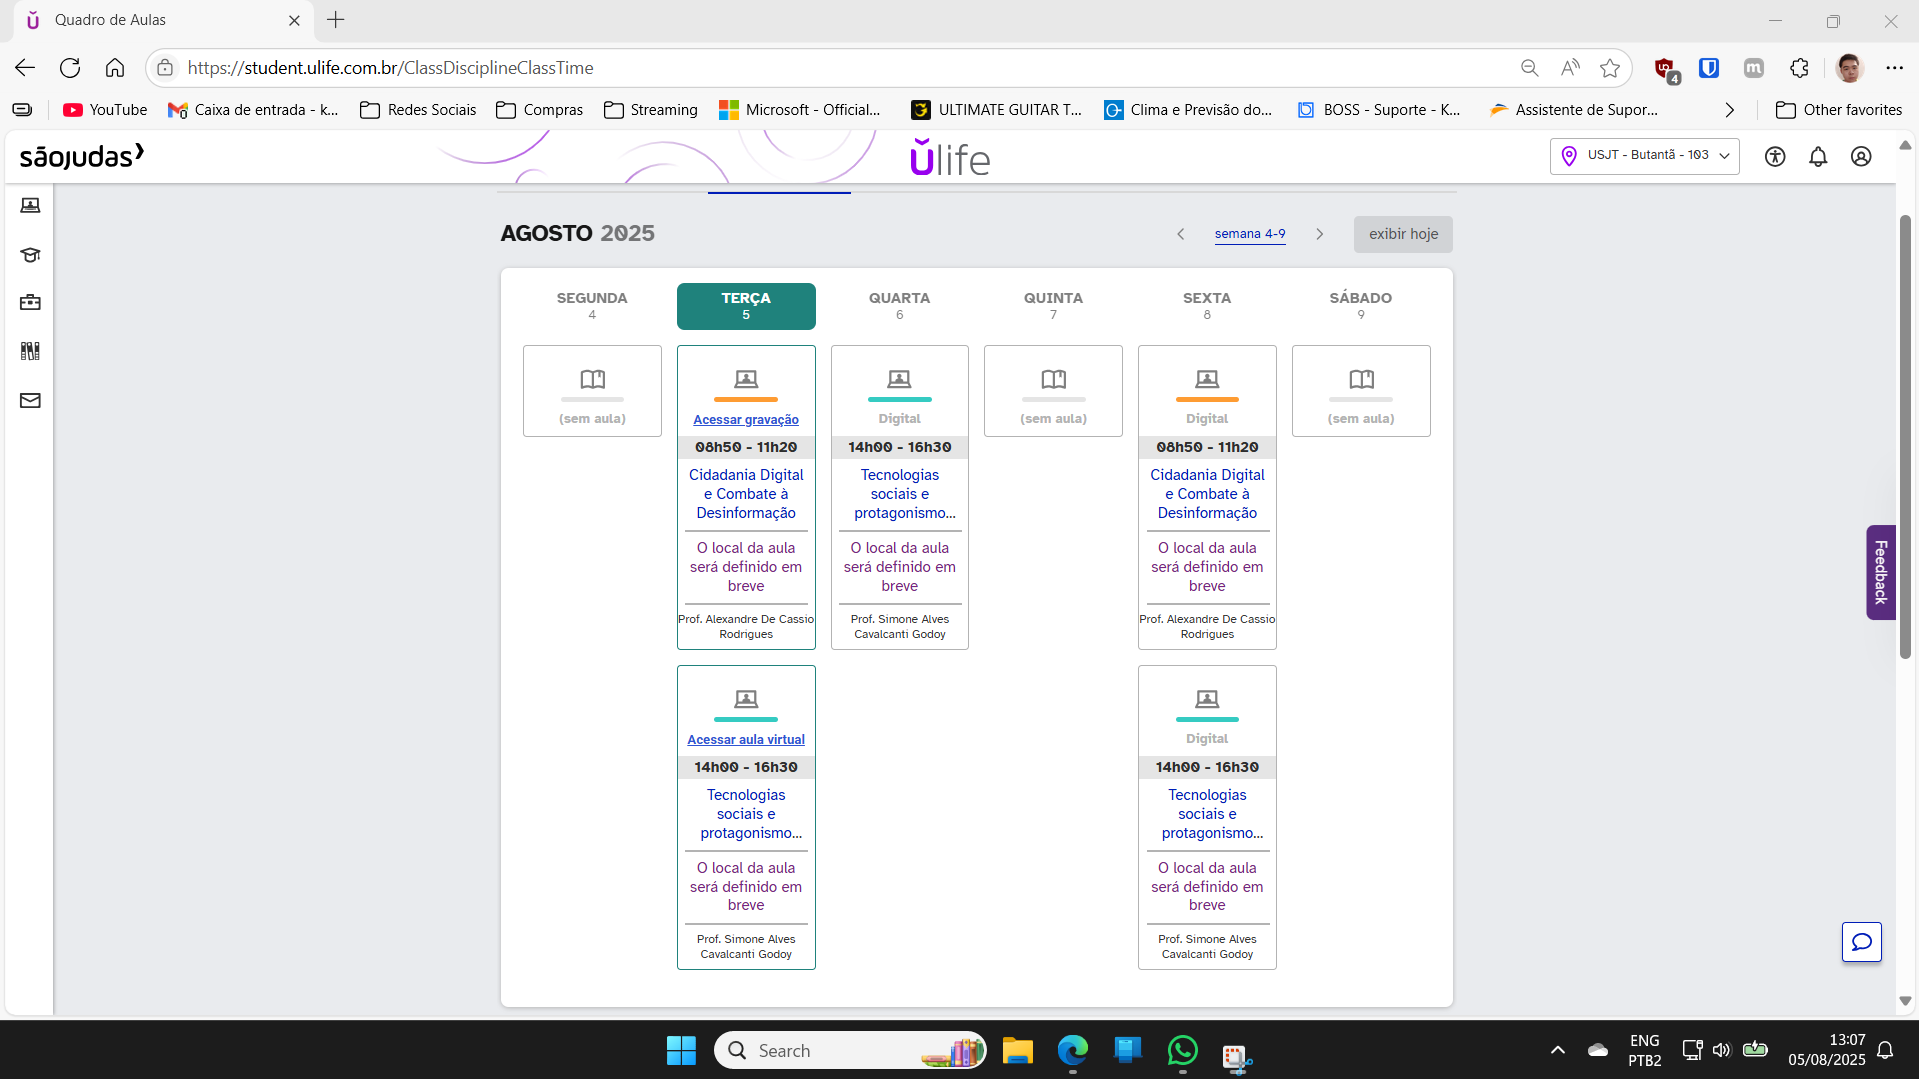 Quadro de Aulas
https://student.ulife.com.br/ClassDisciplineClassTime
4
YouTube
Caixa de entrada - k...
Redes Sociais
Compras
Streaming
Microsoft - Official...
ULTIMATE GUITAR T...
Clima e Previsão do...
BOSS - Suporte - K...
Assistente de Supor...
Other favorites
sãojudas
ŭlife
USJT - Butantã - 103
AGOSTO 2025
semana 4-9
exibir hoje
SEGUNDA
4
(sem aula)
TERÇA
5
Acessar gravação
08h50 - 11h20
Cidadania Digital
e Combate à
Desinformação
O local da aula
será definido em
breve
Prof. Alexandre De Cassio
Rodrigues
Acessar aula virtual
14h00 - 16h30
Tecnologias
sociais e
protagonismo...
O local da aula
será definido em
breve
Prof. Simone Alves
Cavalcanti Godoy
QUARTA
6
Digital
14h00 - 16h30
Tecnologias
sociais e
protagonismo...
O local da aula
será definido em
breve
Prof. Simone Alves
Cavalcanti Godoy
QUINTA
7
(sem aula)
SEXTA
8
Digital
08h50 - 11h20
Cidadania Digital
e Combate à
Desinformação
O local da aula
será definido em
breve
Prof. Alexandre De Cassio
Rodrigues
Digital
14h00 - 16h30
Tecnologias
sociais e
protagonismo...
O local da aula
será definido em
breve
Prof. Simone Alves
Cavalcanti Godoy
SÁBADO
9
(sem aula)
Feedback
Search
ENG
PTB2
13:07
05/08/2025